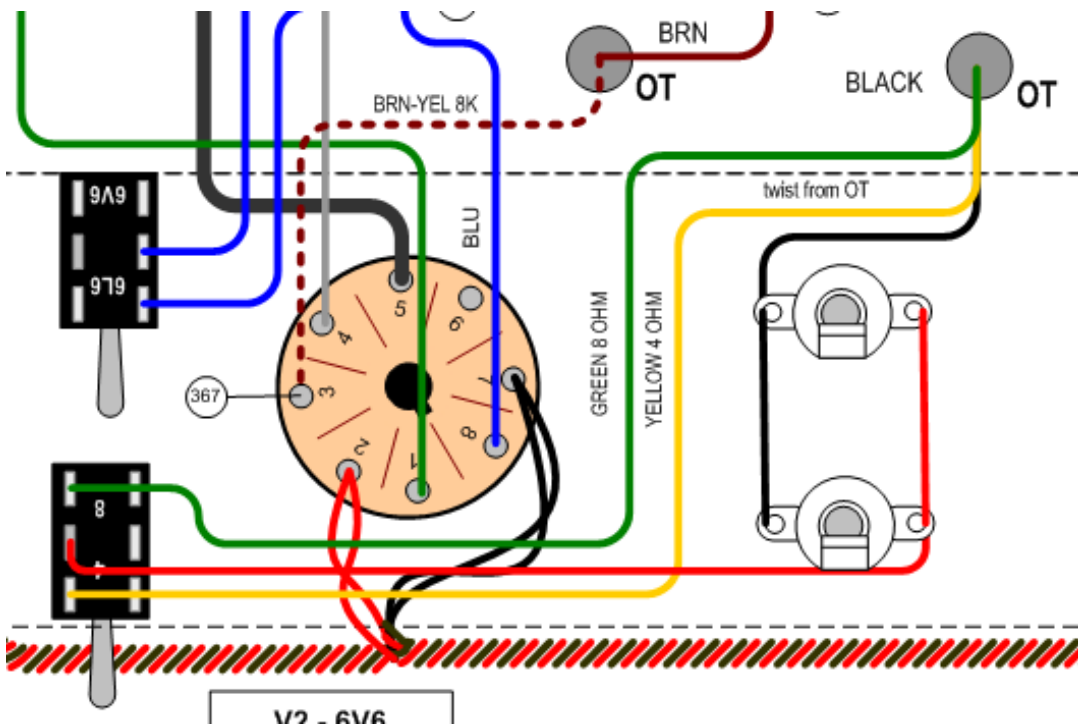 BRN
OT
BLACK
OT
BRN-YEL 8K
twist from OT
6V6
6L6
BLU
5
6
4
7
3
367
8
2
1
GREEN 8 OHM
YELLOW 4 OHM
8
4
V2 - 6V6